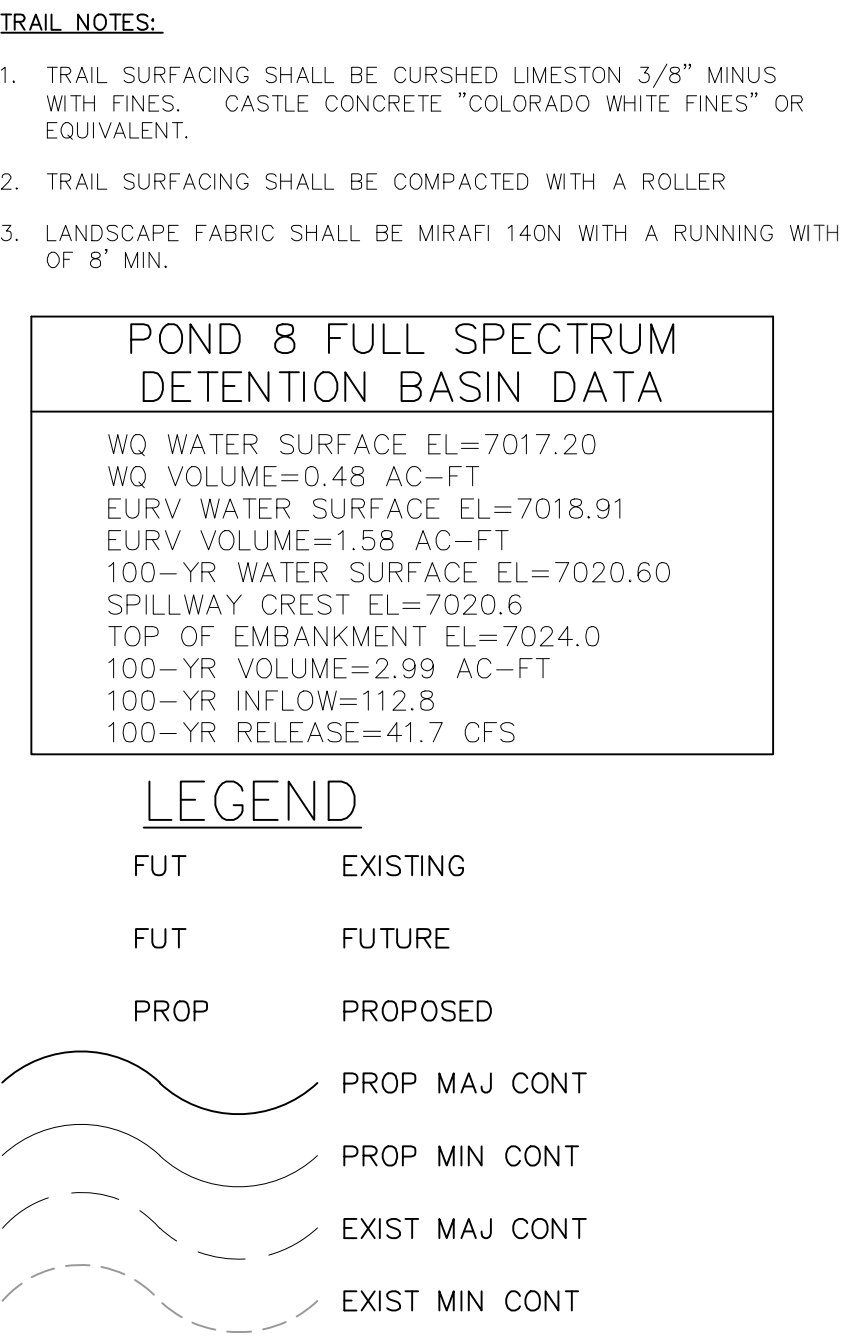 TRAIL NOTES:
1. TRAIL SURFACING SHALL BE CURSHED LIMESTON 3/8" MINUS
WITH FINES. CASTLE CONCRETE "COLORADO WHITE FINES" OR
EQUIVALENT.
2. TRAIL SURFACING SHALL BE COMPACTED WITH A ROLLER
3. LANDSCAPE FABRIC SHALL BE MIRAFI 140N WITH A RUNNING WITH
OF 8' MIN.
POND 8 FULL SPECTRUM
DETENTION BASIN DATA
WQ WATER SURFACE EL=7017.20
WQ VOLUME=0.48 AC-FT
EURV WATER SURFACE EL=7018.91
EURV VOLUME=1.58 AC-FT
100-YR WATER SURFACE EL=7020.60
SPILLWAY CREST EL=7020.6
TOP OF EMBANKMENT EL=7024.0
100-YR VOLUME=2.99 AC-FT
100-YR INFLOW=112.8
100-YR RELEASE=41.7 CFS
LEGEND
FUT EXISTING
FUT FUTURE
PROP PROPOSED
PROP MAJ CONT
PROP MIN CONT
EXIST MAJ CONT
EXIST MIN CONT